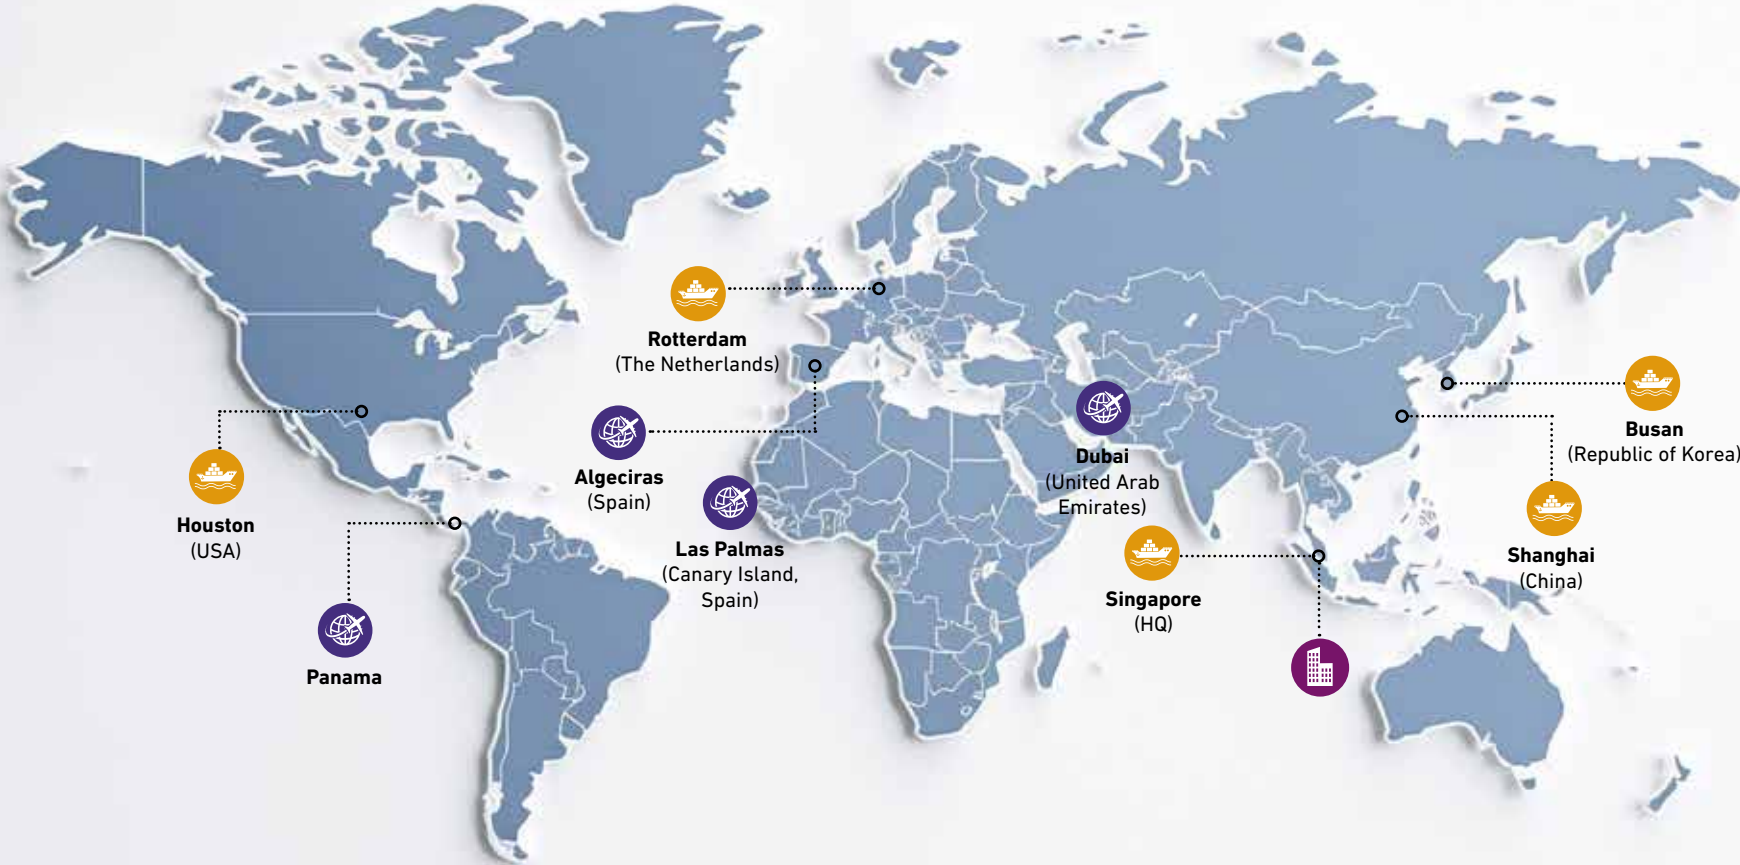 Rotterdam
(The Netherlands)
Algeciras
(Spain)
Las Palmas
(Canary Island,
Spain)
Houston
(USA)
Panama
Dubai
(United Arab
Emirates)
Singapore
(HQ)
Busan
(Republic of Korea)
Shanghai
(China)